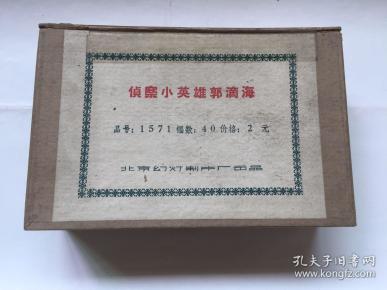 偵察小英雄郭滴海
品号：1571 幅数：40 价格：2 元
北京幻灯制片厂出品
孔夫子旧书网